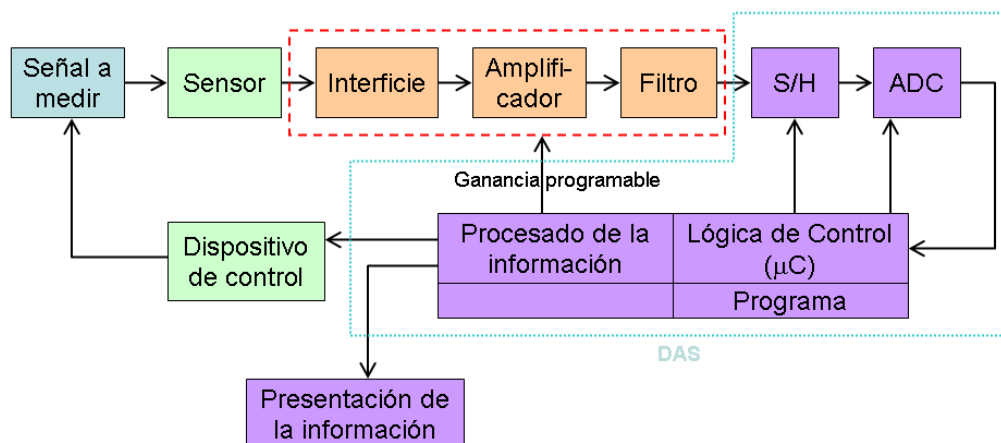 Señal a
medir
Sensor
Interficie
Amplifi-
cador
Filtro
S/H
ADC
Ganancia programable
Dispositivo
de control
Procesado de la
información
Lógica de Control
(μC)
Programa
DAS
Presentación de
la información